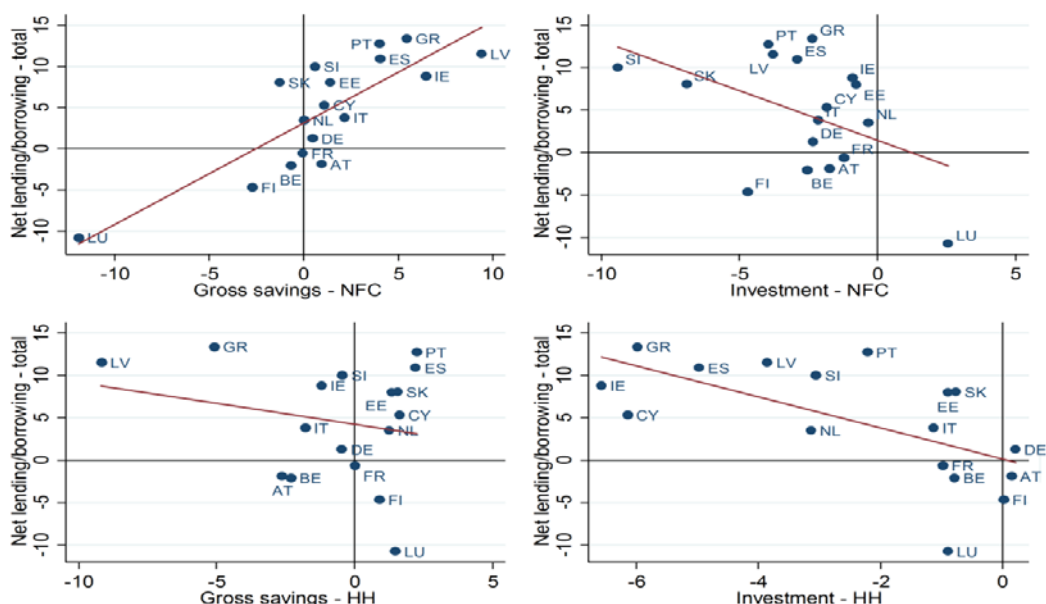 Net lending/borrowing - total
15
10
5
0
-5
-10
PT
GR
LV
ES
SI
IE
SK
EE
CY
NL
IT
DE
FR
AT
BE
FI
LU
-10
-5
0
5
10
Gross savings - NFC
Net lending/borrowing - total
15
10
5
0
-5
-10
PT
GR
ES
LV
SI
IE
SK
EE
CY
IT
NL
DE
FR
AT
BE
FI
LU
-10
-5
0
5
Investment - NFC
Net lending/borrowing - total
15
10
5
0
-5
-10
GR
PT
LV
ES
SI
IE
SK
EE
CY
IT
NL
DE
FR
BE
AT
FI
LU
-10
-5
0
5
Gross savings - HH
Net lending/borrowing - total
15
10
5
0
-5
-10
GR
PT
LV
ES
SI
IE
SK
EE
CY
IT
NL
DE
FR
BE
AT
FI
LU
-6
-4
-2
0
Investment - HH